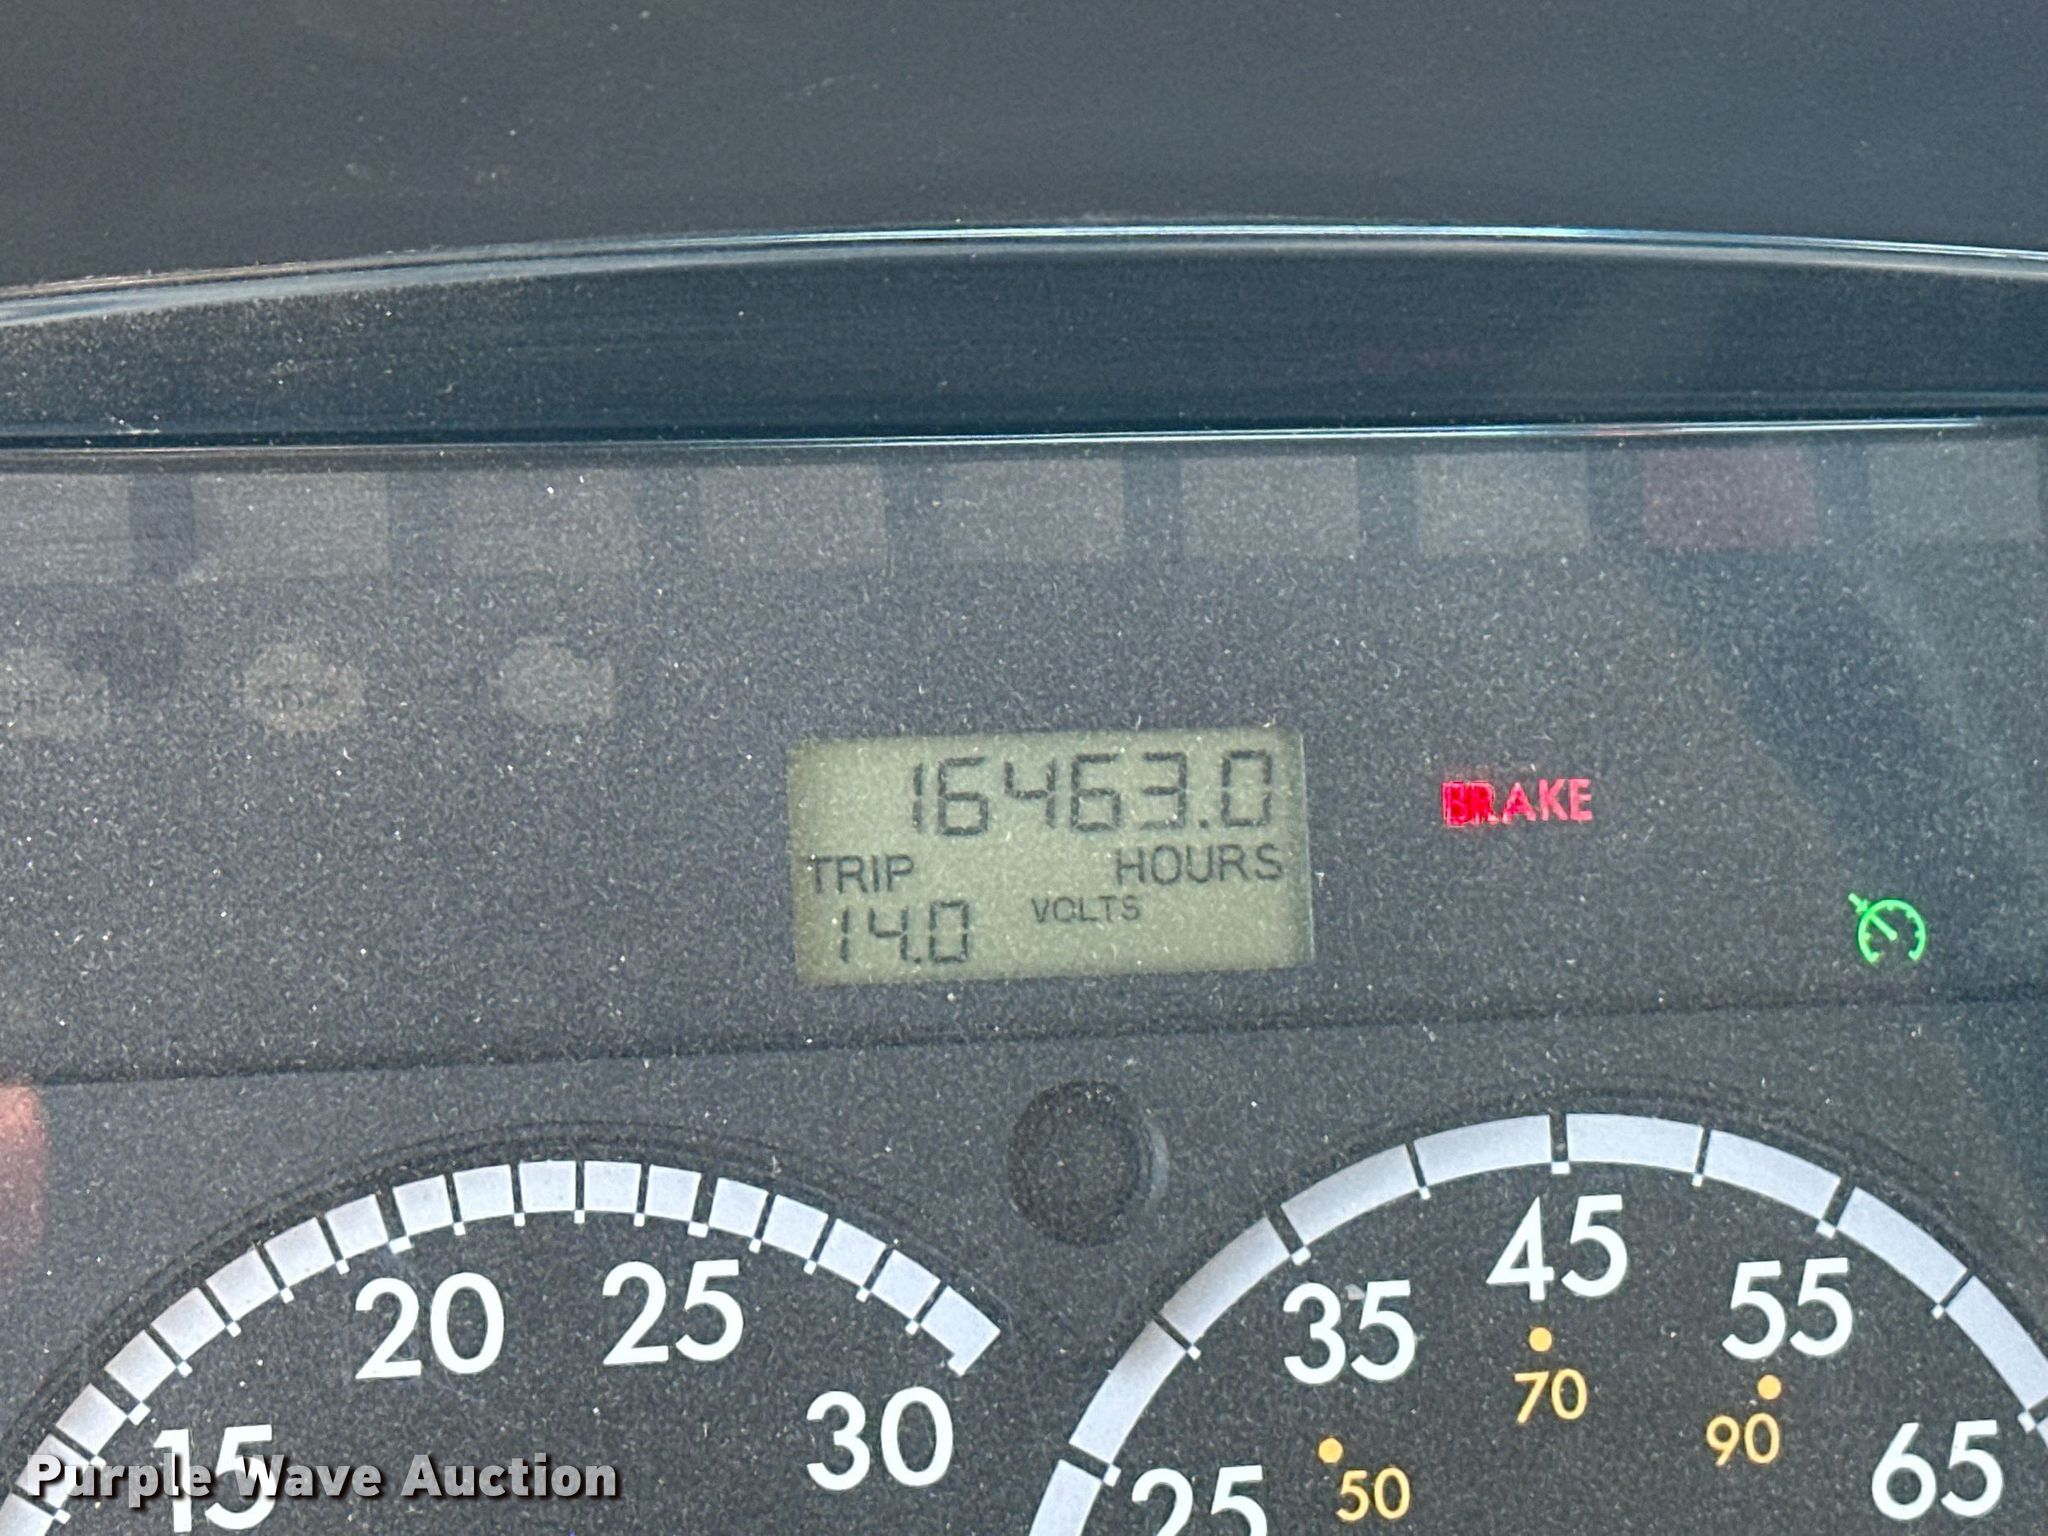 16463.0
TRIP HOURS
14.0 VOLTS
BRAKE
15 20 25 30
25 35 45 55 65
50 70 90
Purple Wave Auction